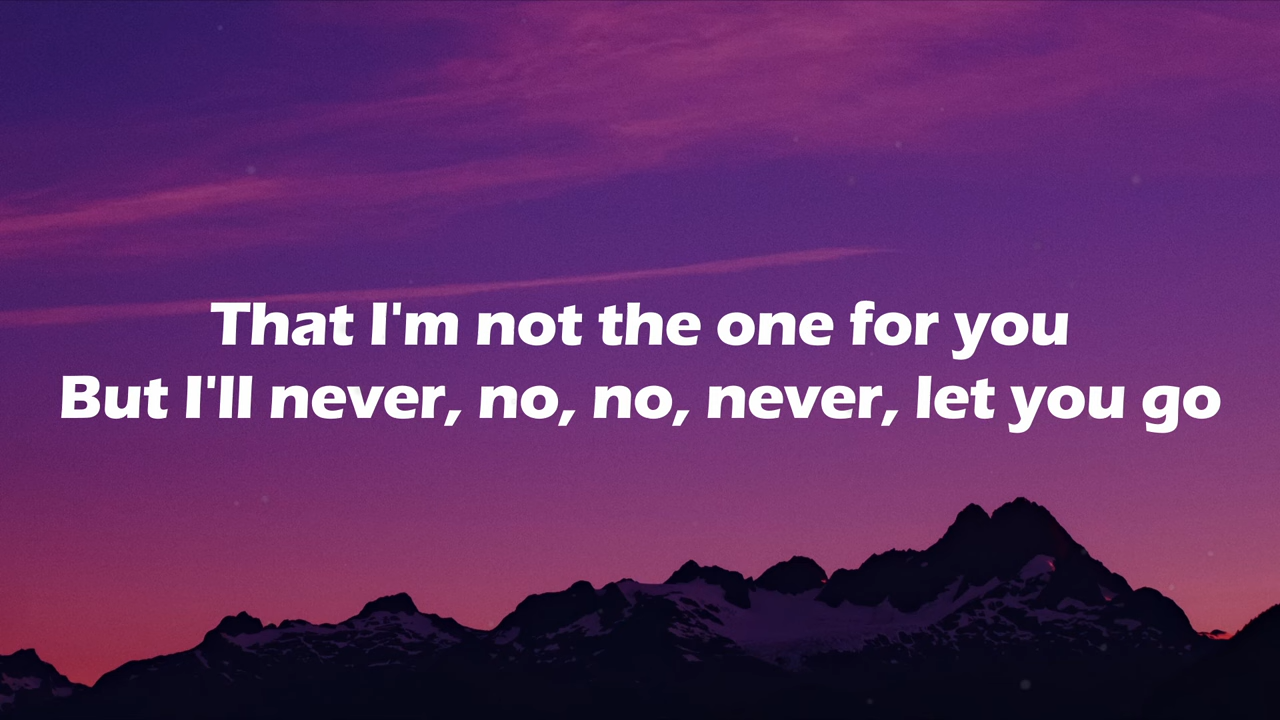 That I'm not the one for you
But I'll never, no, no, never, let you go